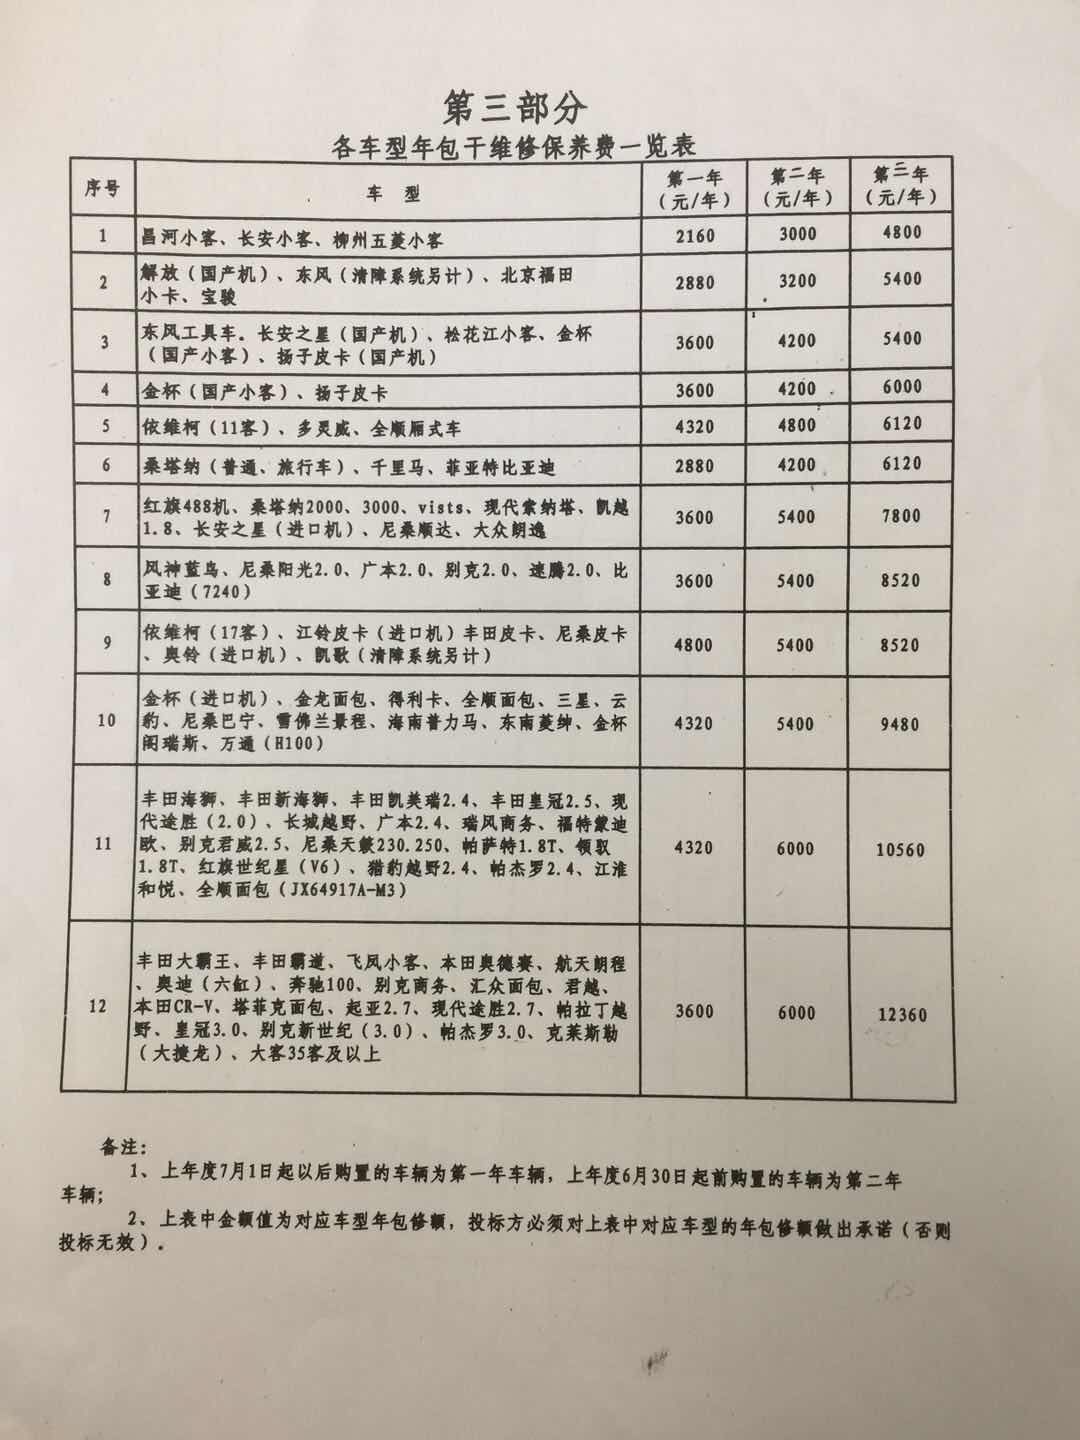 第三部分
各车型年包干维修保养费一览表
序号 车 型 第一年 (元/年) 第二年 (元/年) 第三年 (元/年)
1 昌河小客、长安小客、柳州五菱小客 2160 3000 4800
2 解放(国产机)、东风(清障系统另计)、北京福田 2880 3200 5400
小卡、宝骏
3 东风工具车.长安之星(国产机)、松花江小客、金杯 3600 4200 5400
(国产小客)、扬子皮卡(国产机)
4 金杯(国产小客)、扬子皮卡 3600 4200 6000
5 依维柯(11客)、多灵威、全顺厢式车 4320 4800 6120
6 桑塔纳(普通、旅行车)、千里马、菲亚特比亚迪 2880 4200 6120
7 红旗488机、桑塔纳2000、3000、vists、现代索纳塔、凯越 3600 5400 7800
1.8、长安之星(进口机)、尼桑顺达、大众朗逸
8 风神蓝鸟、尼桑阳光2.0、广本2.0、别克2.0、速腾2.0、比 3600 5400 8520
亚迪(7240)
9 依维柯(17客)、江铃皮卡(进口机)丰田皮卡、尼桑皮卡 4800 5400 8520
、奥铃(进口机)、凯歌(清障系统另计)
10 金杯(进口机)、金龙面包、得利卡、全顺面包、三星、云 4320 5400 9480
豹、尼桑巴宁、雪佛兰景程、海南普力马、东南菱绅、金杯
阁瑞斯、万通(H100)
11 丰田海狮、丰田新海狮、丰田凯美瑞2.4、丰田皇冠2.5、现 4320 6000 10560
代途胜(2.0)、长城越野、广本2.4、瑞风商务、福特蒙迪
欧、别克君威2.5、尼桑天籁230.250、帕萨特1.8T、领驭
1.8T、红旗世纪星(V6)、猎豹越野2.4、帕杰罗2.4、江淮
和悦、全顺面包(JX64917A-M3)
12 丰田大霸王、丰田霸道、飞凤小客、本田奥德赛、航天朗程 3600 6000 12360
、奥迪(六缸)、奔驰100、别克商务、汇众面包、君越、
本田CR-V、塔菲克面包、起亚2.7、现代途胜2.7、帕拉丁越
野、皇冠3.0、别克新世纪(3.0)、帕杰罗3.0、克莱斯勒
(大捷龙)、大客35客及以上
备注:
1、上年度7月1日起以后购置的车辆为第一年车辆,上年度6月30日起前购置的车辆为第二年
车辆;
2、上表中金额值为对应车型年包修额,投标方必须对上表中对应车型的年包修额做出承诺(否则
投标无效).